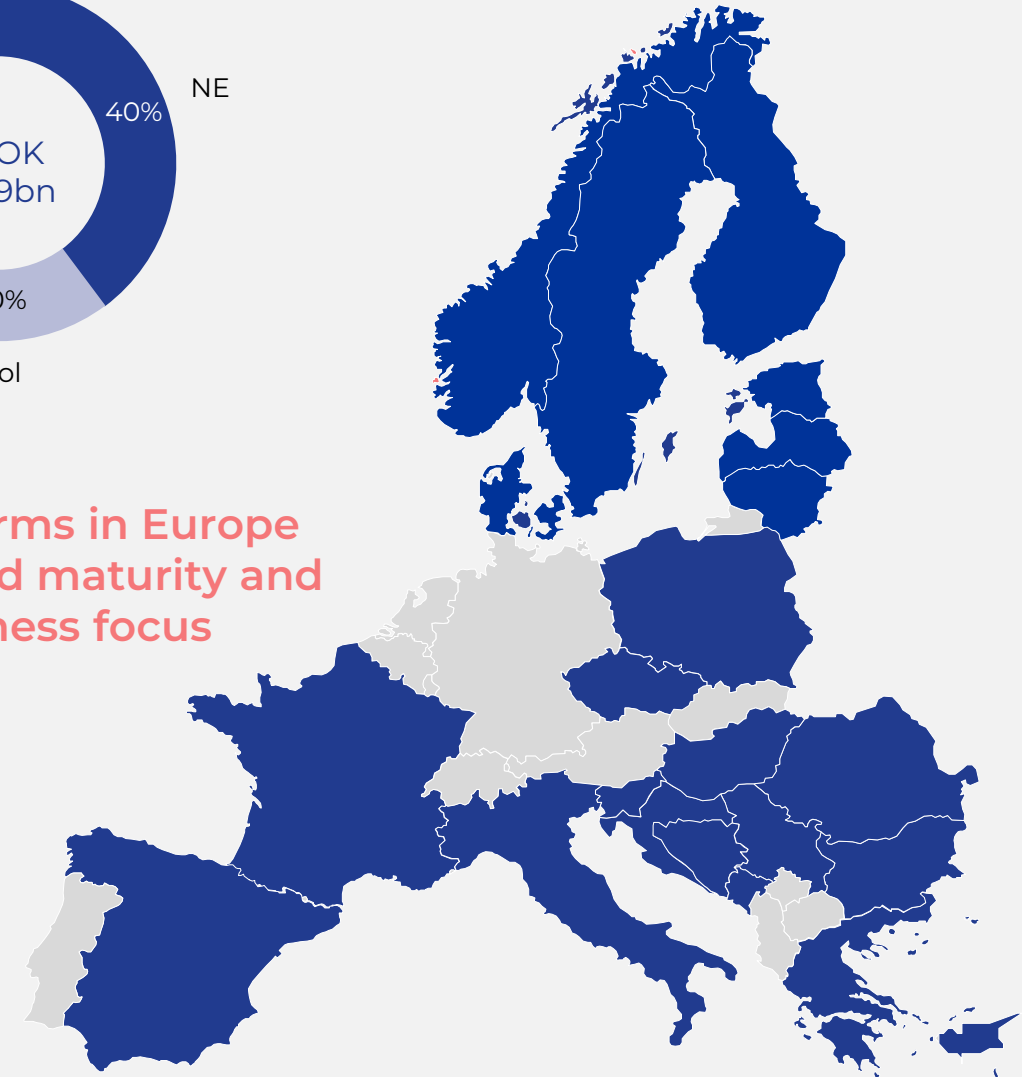 NE
40%
OK
9bn
0%
ol
rms in Europe
d maturity and
ness focus